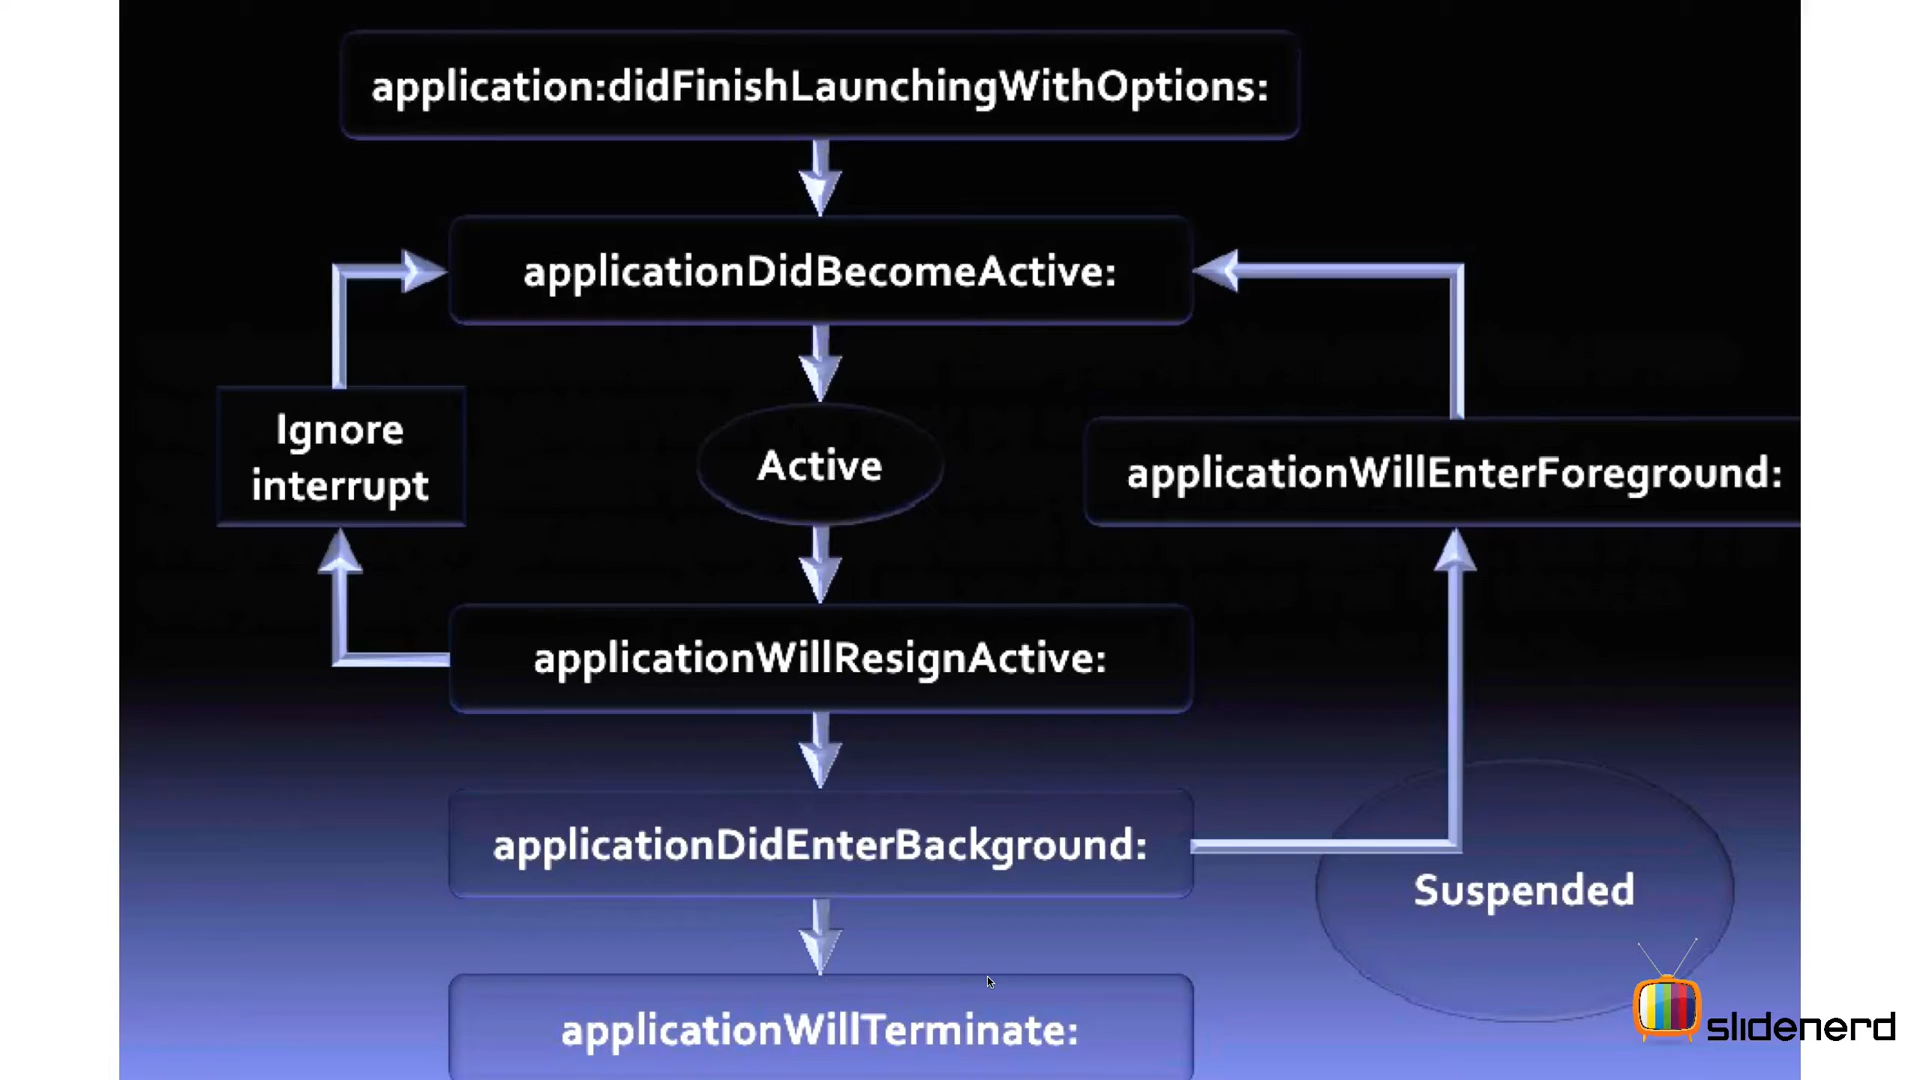 application:didFinishLaunchingWithOptions:
applicationDidBecomeActive:
Ignore
interrupt
Active
applicationWillEnterForeground:
applicationWillResignActive:
applicationDidEnterBackground:
Suspended
applicationWillTerminate:
slidenerd